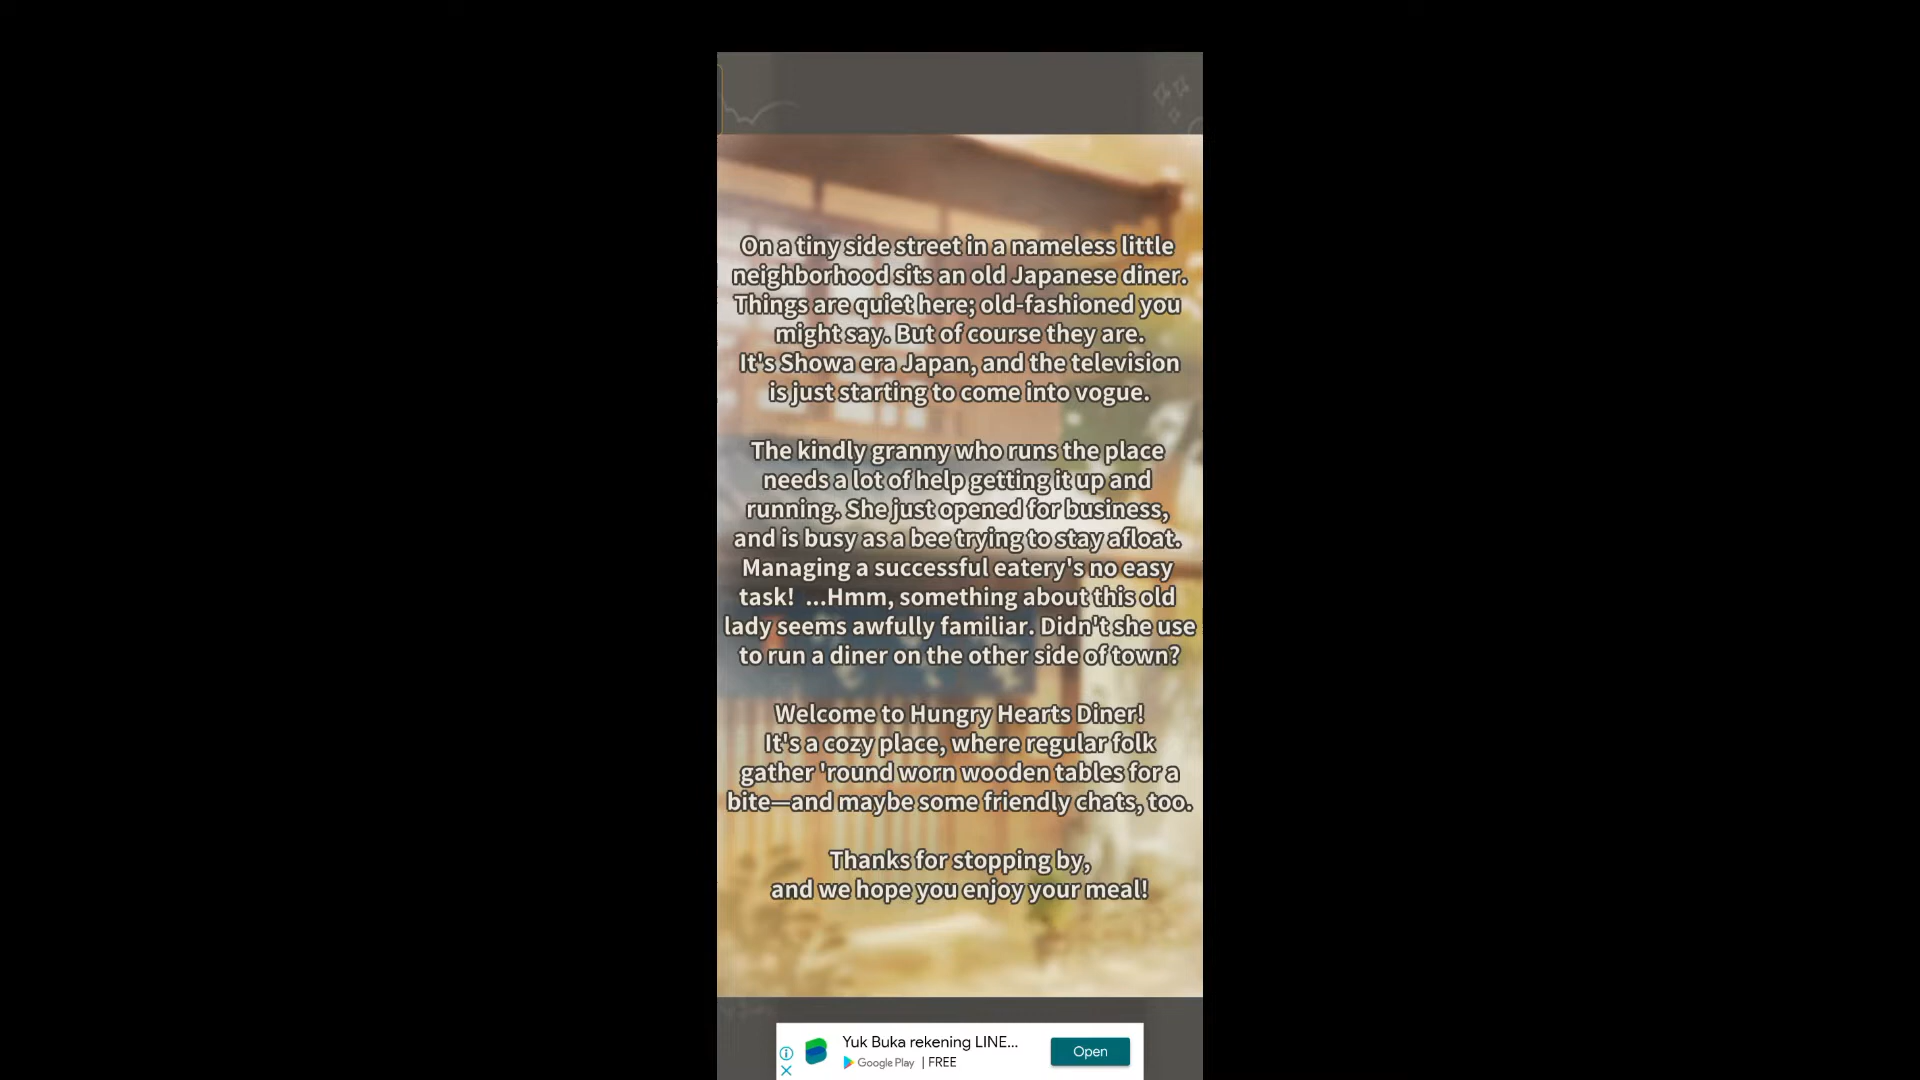 On a tiny side street in a nameless little
neighborhood sits an old Japanese diner.
Things are quiet here; old-fashioned you
might say. But of course they are.
It's Showa era Japan, and the television
is just starting to come into vogue.
The kindly granny who runs the place
needs a lot of help getting it up and
running. She just opened for business,
and is busy as a bee trying to stay afloat.
Managing a successful eatery's no easy
task!  ...Hmm, something about this old
lady seems awfully familiar. Didn't she use
to run a diner on the other side of town?
Welcome to Hungry Hearts Diner!
It's a cozy place, where regular folk
gather 'round worn wooden tables for a
bite—and maybe some friendly chats, too.
Thanks for stopping by,
and we hope you enjoy your meal!
Yuk Buka rekening LINE...
Google Play | FREE
Open